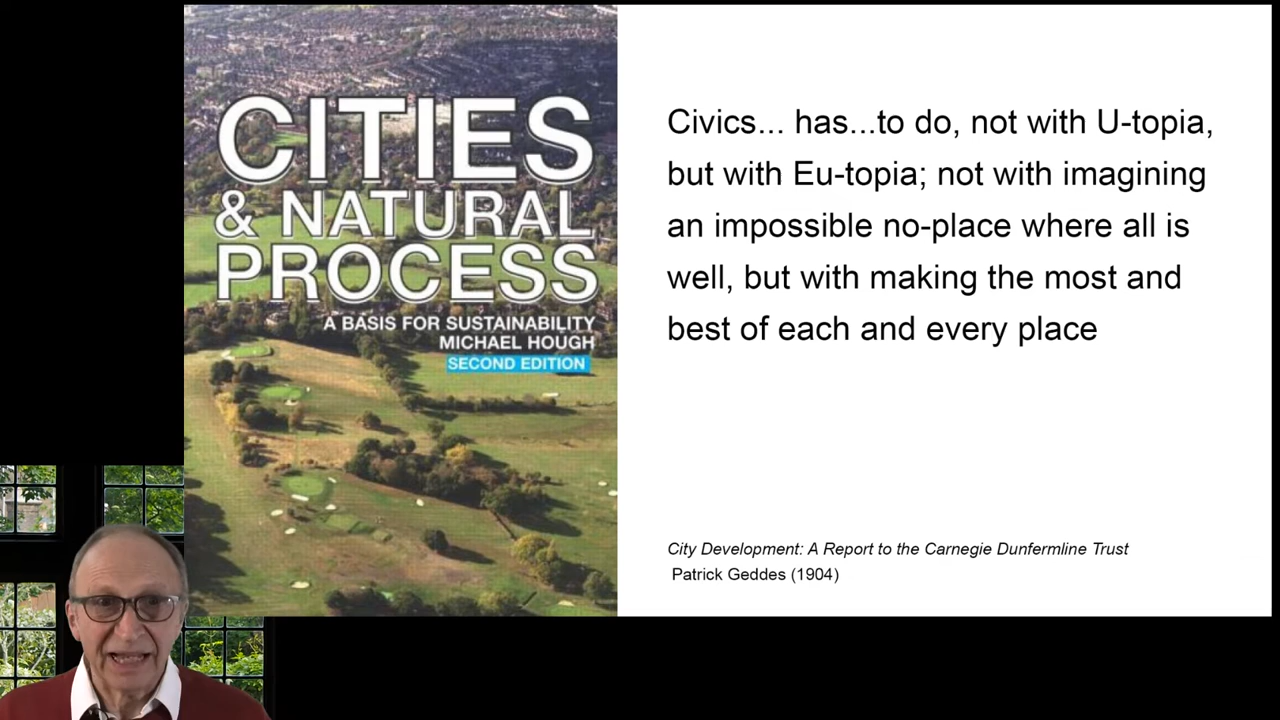 CITIES
& NATURAL
PROCESS
A BASIS FOR SUSTAINABILITY
MICHAEL HOUGH
SECOND EDITION
Civics... has...to do, not with U-topia,
but with Eu-topia; not with imagining
an impossible no-place where all is
well, but with making the most and
best of each and every place
City Development: A Report to the Carnegie Dunfermline Trust
Patrick Geddes (1904)